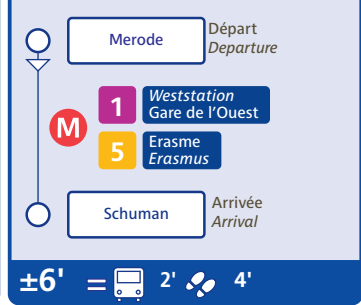 Merode
Départ
Departure
M
1
Weststation
Gare de l'Ouest
5
Erasme
Erasmus
Schuman
Arrivée
Arrival
±6' = 2' 4'